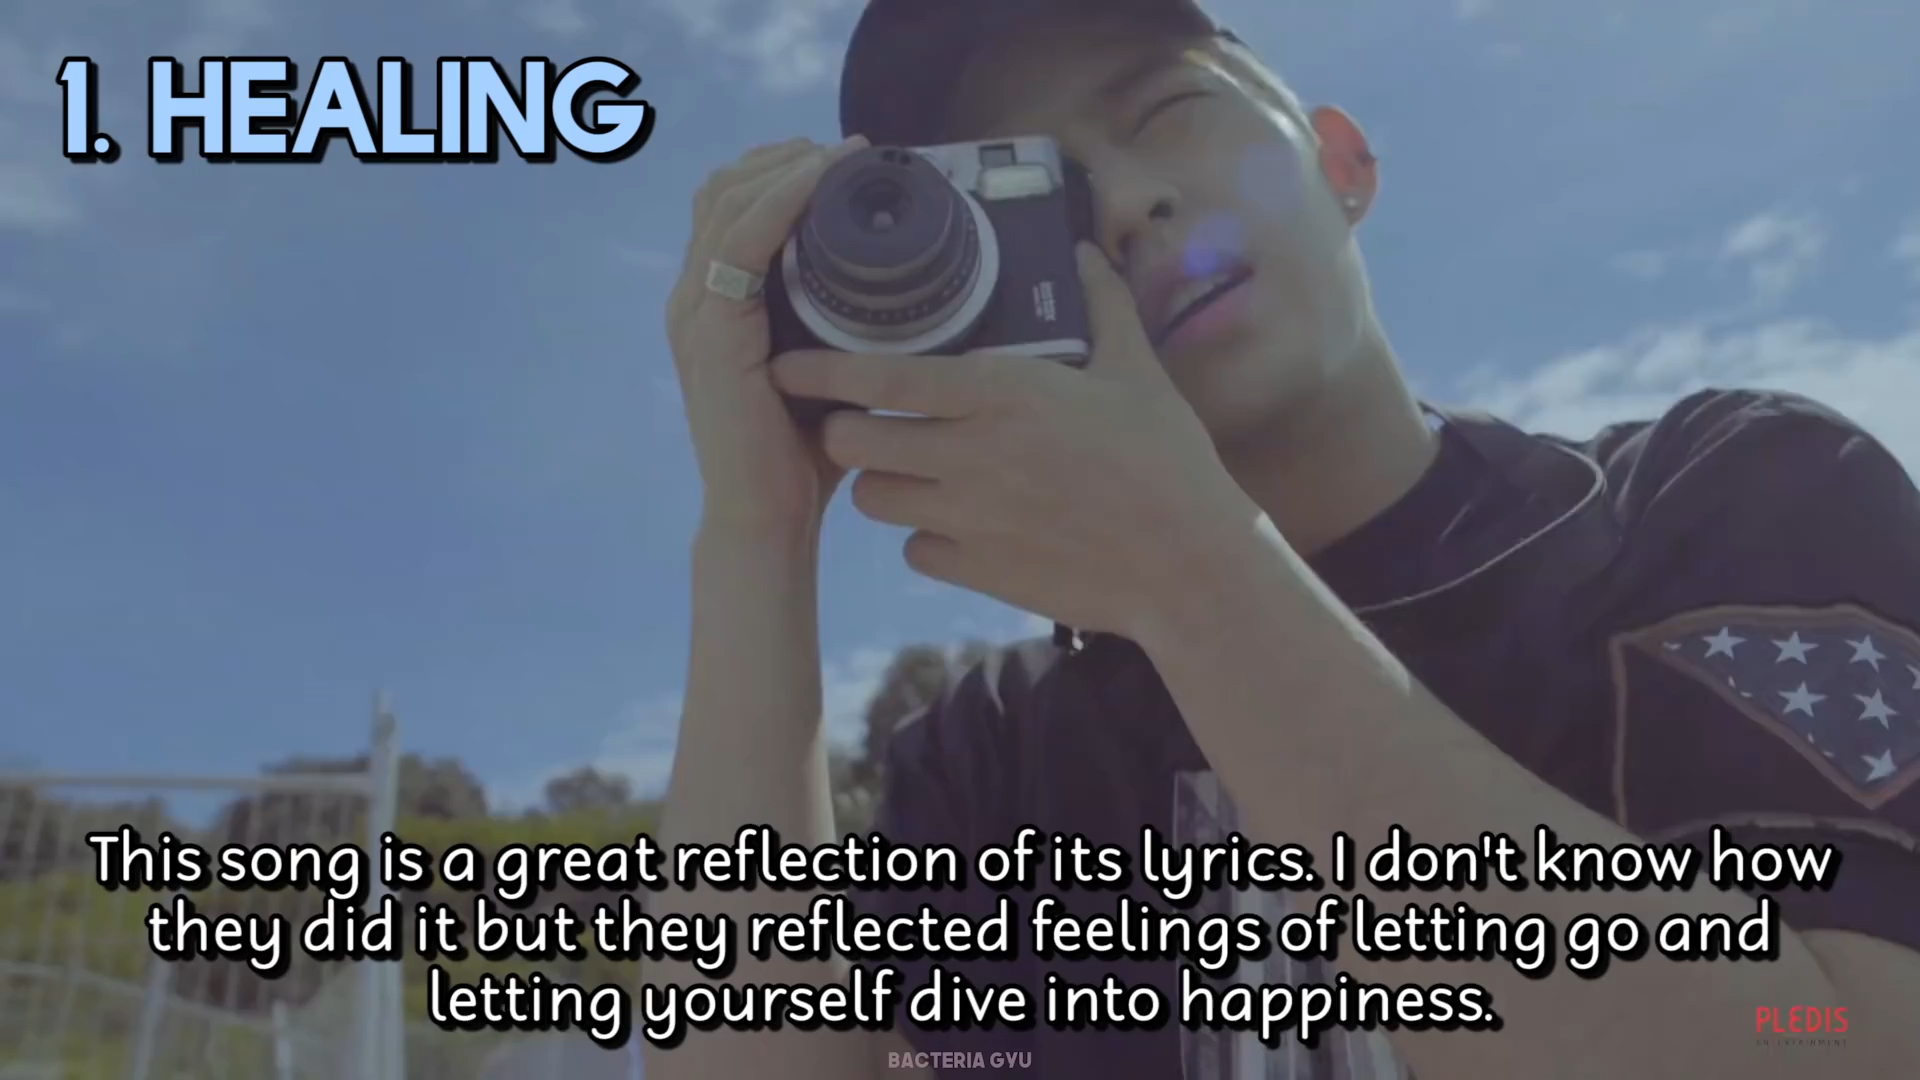 1. HEALING
This song is a great reflection of its lyrics. I don't know how
they did it but they reflected feelings of letting go and
letting yourself dive into happiness.
PLEDIS
ENTERTAINMENT
BACTERIA GYU